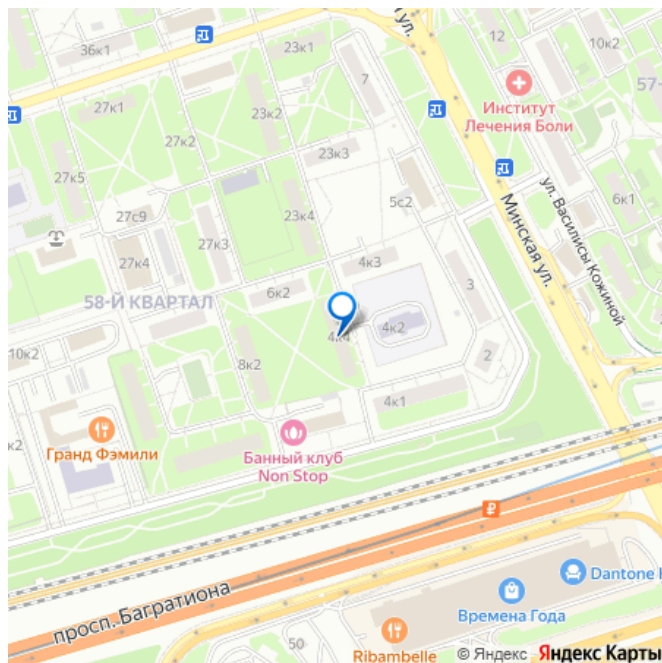 36к1
23к1
ул.
12
10к2
7
Институт
Лечения Боли
57-
27к1
23к2
27к2
23к3
27к5
5с2
6к1
27с9
23к4
Минская ул.
ул. Василисы Кожиной
27к3
27к4
4к3
3
6к2
58-Й КВАРТАЛ
4к4
4к2
10к2
8к2
2
4к1
к2
Гранд Фэмили
Банный клуб
Non Stop
₽
просп. Багратиона
Dantone H
Времена Года
50
Ribambelle
© Яндекс Яндекс Карты